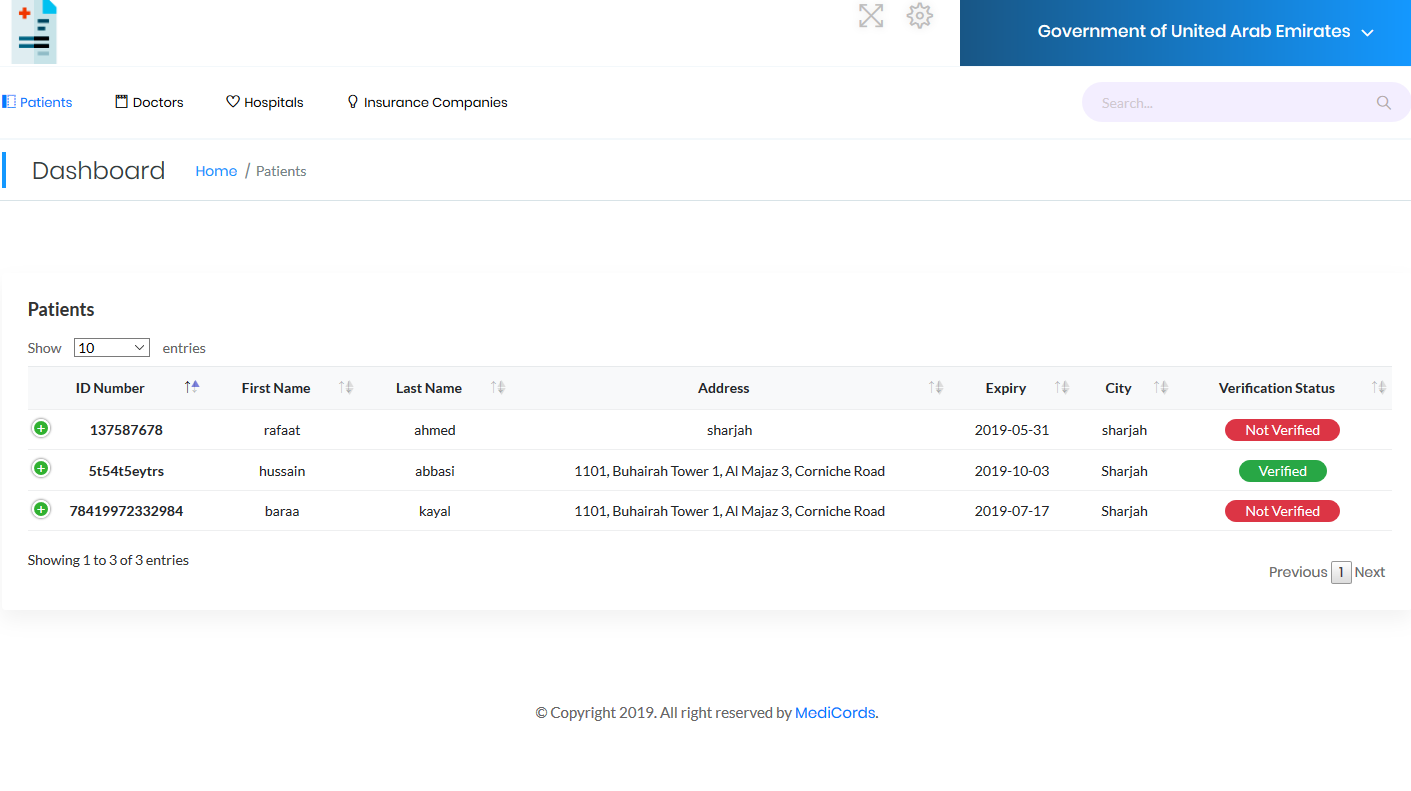 Government of United Arab Emirates
Patients Doctors Hospitals Insurance Companies Search...
Dashboard Home / Patients
Patients
Show 10 entries
ID Number First Name Last Name Address Expiry City Verification Status
137587678 rafaat ahmed sharjah 2019-05-31 sharjah Not Verified
5t54t5eytrs hussain abbasi 1101, Buhairah Tower 1, Al Majaz 3, Corniche Road 2019-10-03 Sharjah Verified
78419972332984 baraa kayal 1101, Buhairah Tower 1, Al Majaz 3, Corniche Road 2019-07-17 Sharjah Not Verified
Showing 1 to 3 of 3 entries
Previous 1 Next
© Copyright 2019. All right reserved by MediCords.